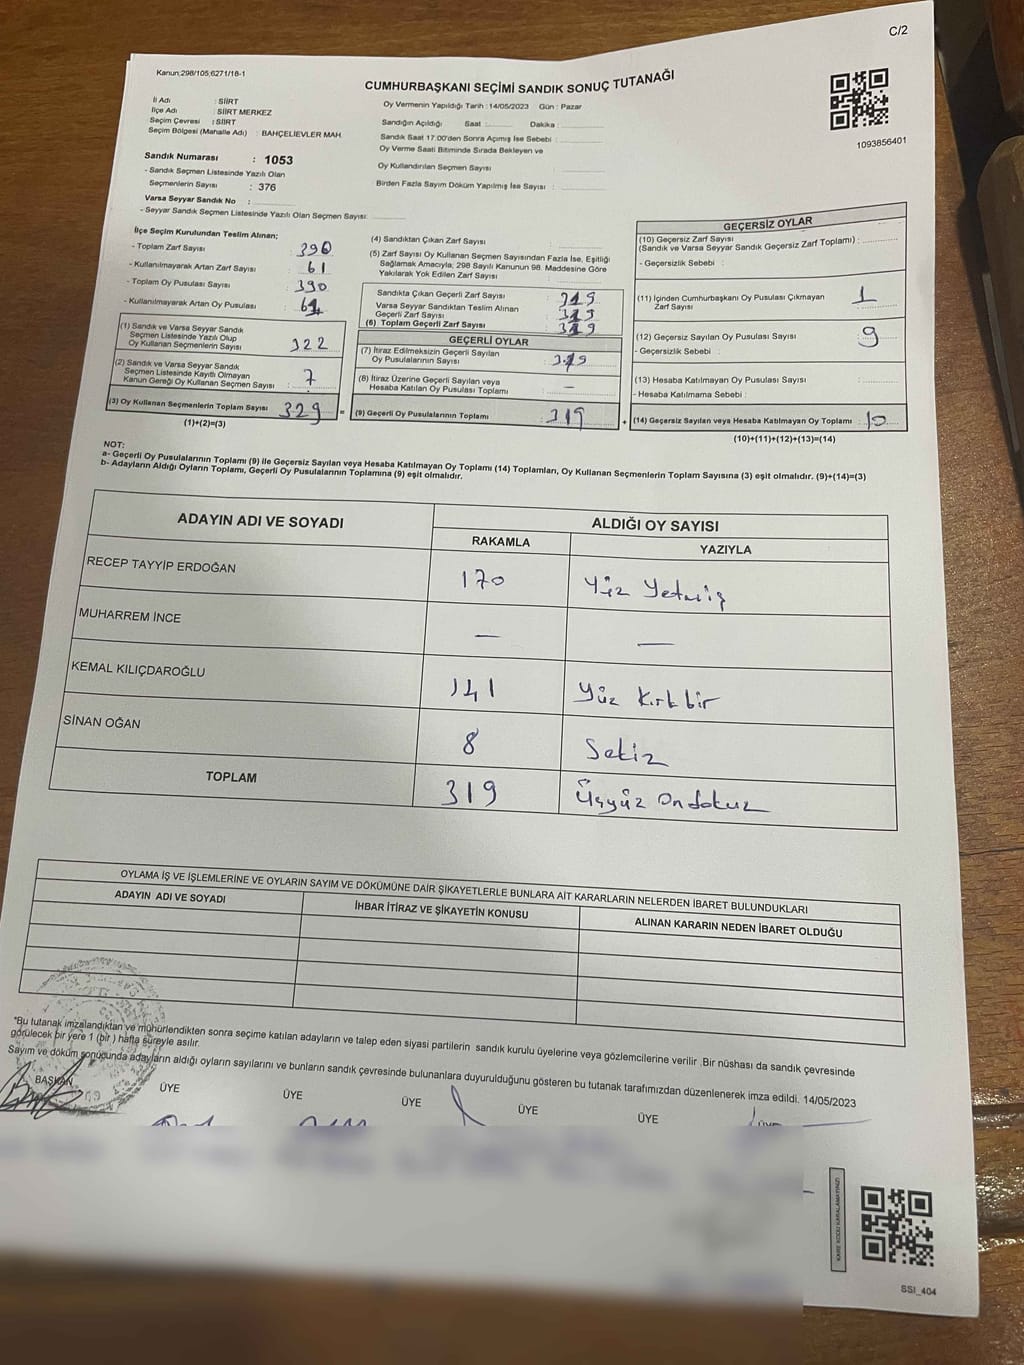 C/2
Kanun;298/105;6271/18-1
CUMHURBAŞKANI SEÇİMİ SANDIK SONUÇ TUTANAĞI
1093856401
İl Adı : SİİRT
İlçe Adı : SİİRT MERKEZ
Seçim Çevresi : SİİRT
Seçim Bölgesi (Mahalle Adı) : BAHÇELİEVLER MAH.
Sandık Numarası : 1053
- Sandık Seçmen Listesinde Yazılı Olan
Seçmenlerin Sayısı : 376
Varsa Seyyar Sandık No :
- Seyyar Sandık Seçmen Listesinde Yazılı Olan Seçmen Sayısı:
Oy Vermenin Yapıldığı Tarih :14/05/2023 Gün : Pazar
Sandığın Açıldığı Saat : Dakika :
Sandık Saat 17.00'den Sonra Açımış İse Sebebi :
Oy Verme Saati Bitiminde Sırada Bekleyen ve
Oy Kullandırılan Seçmen Sayısı :
Birden Fazla Sayım Döküm Yapılmış İse Sayısı :
İlçe Seçim Kurulundan Teslim Alınan;
- Toplam Zarf Sayısı : 390
- Kullanılmayarak Artan Zarf Sayısı : 61
- Toplam Oy Pusulası : 390
- Kullanılmayarak Artan Oy Pusulası : 61
(1) Sandık ve Varsa Seyyar Sandık
Seçmen Listesinde Yazılı Olup
Oy Kullanan Seçmenlerin Sayısı : 322
(2) Sandık ve Varsa Seyyar Sandık
Seçmen Listesinde Kayıtlı Olmayan
Kanun Gereği Oy Kullanan Seçmen Sayısı : 7
(3) Oy Kullanan Seçmenlerin Toplam Sayısı : 329 =
(1)+(2)=(3)
(4) Sandıktan Çıkan Zarf Sayısı :
(5) Zarf Sayısı Oy Kullanan Seçmen Sayısından Fazla İse, Eşitliği
Sağlamak Amacıyla; 298 Sayılı Kanunun 98. Maddesine Göre
Yakılarak Yok Edilen Zarf Sayısı :
Sandıkta Çıkan Geçerli Zarf Sayısı : 319
Varsa Seyyar Sandıktan Teslim Alınan
Geçerli Zarf Sayısı : 319
(6) Toplam Geçerli Zarf Sayısı : 319
GEÇERLİ OYLAR
(7) İtiraz Edilmeksizin Geçerli Sayılan
Oy Pusulalarının Sayısı : 319
(8) İtiraz Üzerine Geçerli Sayılan veya
Hesaba Katılan Oy Pusulası Toplamı : —
(9) Geçerli Oy Pusulalarının Toplamı : 319 +
GEÇERSİZ OYLAR
(10) Geçersiz Zarf Sayısı
(Sandık ve Varsa Seyyar Sandık Geçersiz Zarf Toplamı) :
- Geçersizlik Sebebi :
(11) İçinden Cumhurbaşkanı Oy Pusulası Çıkmayan
Zarf Sayısı : 1
(12) Geçersiz Sayılan Oy Pusulası Sayısı : 9
- Geçersizlik Sebebi :
(13) Hesaba Katılmayan Oy Pusulası Sayısı :
- Hesaba Katılmama Sebebi :
(14) Geçersiz Sayılan veya Hesaba Katılmayan Oy Toplamı : 10
(10)+(11)+(12)+(13)=(14)
NOT:
a- Geçerli Oy Pusulalarının Toplamı (9) ile Geçersiz Sayılan veya Hesaba Katılmayan Oy Toplamı (14) Toplamları, Oy Kullanan Seçmenlerin Toplam Sayısına (3) eşit olmalıdır. (9)+(14)=(3)
b- Adayların Aldığı Oyların Toplamı, Geçerli Oy Pusulalarının Toplamına (9) eşit olmalıdır.
ADAYIN ADI VE SOYADI ALDIĞI OY SAYISI
RAKAMLA YAZIYLA
RECEP TAYYİP ERDOĞAN 170 Yüz Yetmiş
MUHARREM İNCE — —
KEMAL KILIÇDAROĞLU 141 Yüz Kırkbir
SİNAN OĞAN 8 Sekiz
TOPLAM 319 Üçyüz Ondokuz
OYLAMA İŞ VE İŞLEMLERİNE VE OYLARIN SAYIM VE DÖKÜMÜNE DAİR ŞİKAYETLERLE BUNLARA AİT KARARLARIN NELERDEN İBARET BULUNDUKLARI
ADAYIN ADI VE SOYADI İHBAR İTİRAZ VE ŞİKAYETİN KONUSU ALINAN KARARIN NEDEN İBARET OLDUĞU
"Bu tutanak imzalandıktan ve mühürlendikten sonra seçime katılan adayların ve talep eden siyasi partilerin sandık kurulu üyelerine veya gözlemcilerine verilir .Bir nüshası da sandık çevresinde
görülecek bir yere 1 (bir ) hafta süreyle asılır.
Sayım ve döküm sonucunda adayların aldığı oyların sayılarını ve bunların sandık çevresinde bulunanlara duyurulduğunu gösteren bu tutanak tarafımızdan düzenlenerek imza edildi. 14/05/2023
BAŞKAN ÜYE ÜYE ÜYE ÜYE ÜYE ÜYE
KARE KODU KARALAMAYINIZ!
SSI_404